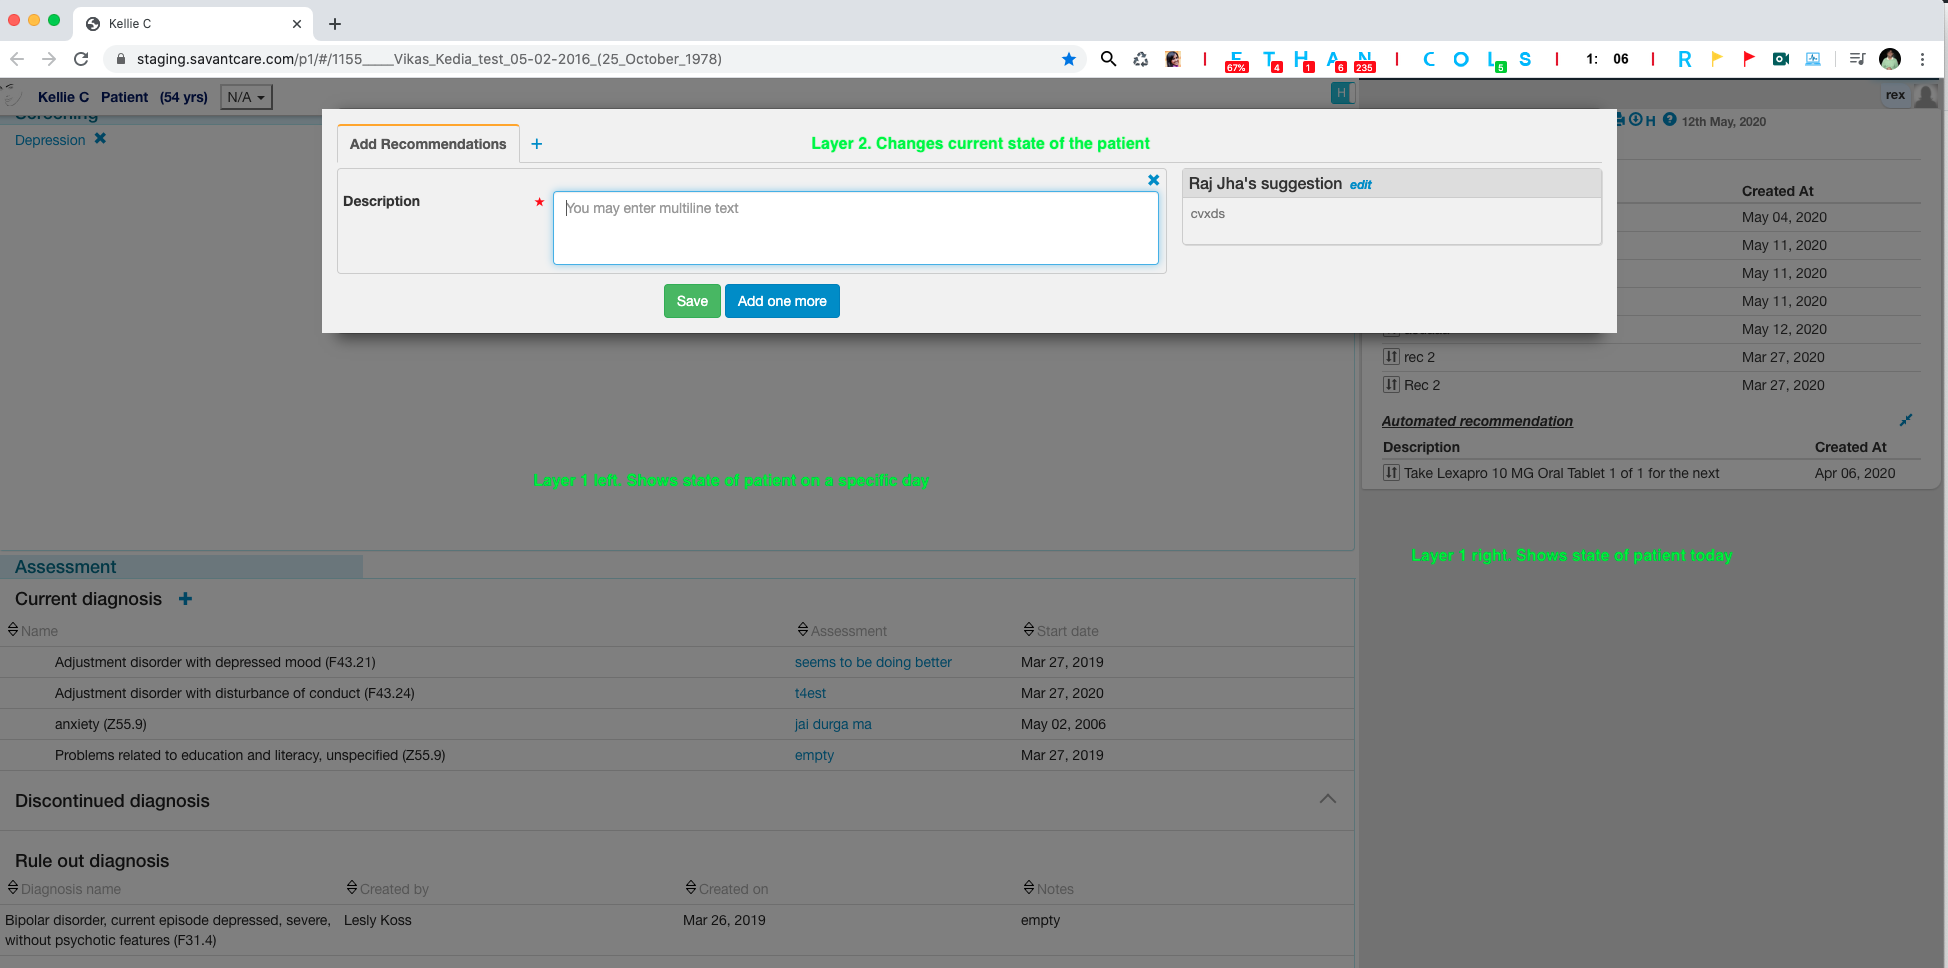 Kellie C
staging.savantcare.com/p1/#/1155_____Vikas_Kedia_test_05-02-2016_(25_October_1978)
67% T 4 H 1 A 6 N 235 C O L 5 S 1: 06 R
Kellie C Patient (54 yrs) N/A
H
rex
Screening
Depression
Add Recommendations
Layer 2. Changes current state of the patient
H
12th May, 2020
Description
You may enter multiline text
Raj Jha's suggestion edit
cvxds
Save
Add one more
Created At
May 04, 2020
May 11, 2020
May 11, 2020
May 11, 2020
May 12, 2020
rec 2 Mar 27, 2020
Rec 2 Mar 27, 2020
Automated recommendation
Description Created At
Take Lexapro 10 MG Oral Tablet 1 of 1 for the next Apr 06, 2020
Layer 1 left. Shows state of patient on a specific day
Layer 1 right. Shows state of patient today
Assessment
Current diagnosis
Name Assessment Start date
Adjustment disorder with depressed mood (F43.21) seems to be doing better Mar 27, 2019
Adjustment disorder with disturbance of conduct (F43.24) t4est Mar 27, 2020
anxiety (Z55.9) jai durga ma May 02, 2006
Problems related to education and literacy, unspecified (Z55.9) empty Mar 27, 2019
Discontinued diagnosis
Rule out diagnosis
Diagnosis name Created by Created on Notes
Bipolar disorder, current episode depressed, severe, Lesly Koss Mar 26, 2019 empty
without psychotic features (F31.4)